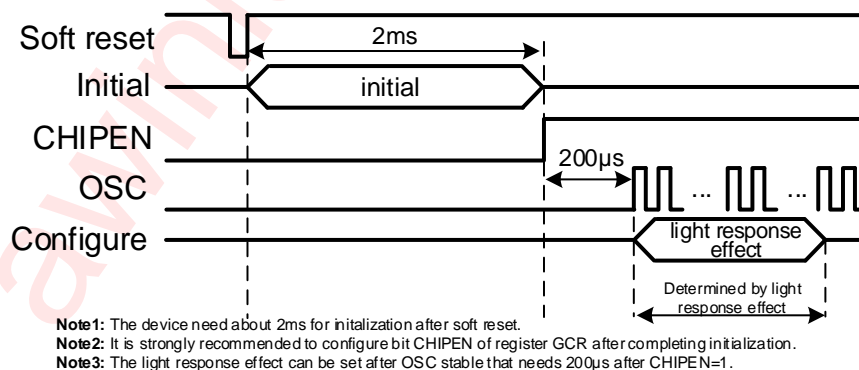 Soft reset
2ms
Initial
initial
CHIPEN
200µs
OSC
... ...
Configure
light response
effect
Determined by light
response effect
Note1: The device need about 2ms for initalization after soft reset.
Note2: It is strongly recommended to configure bit CHIPEN of register GCR after completing initialization.
Note3: The light response effect can be set after OSC stable that needs 200µs after CHIPEN=1.